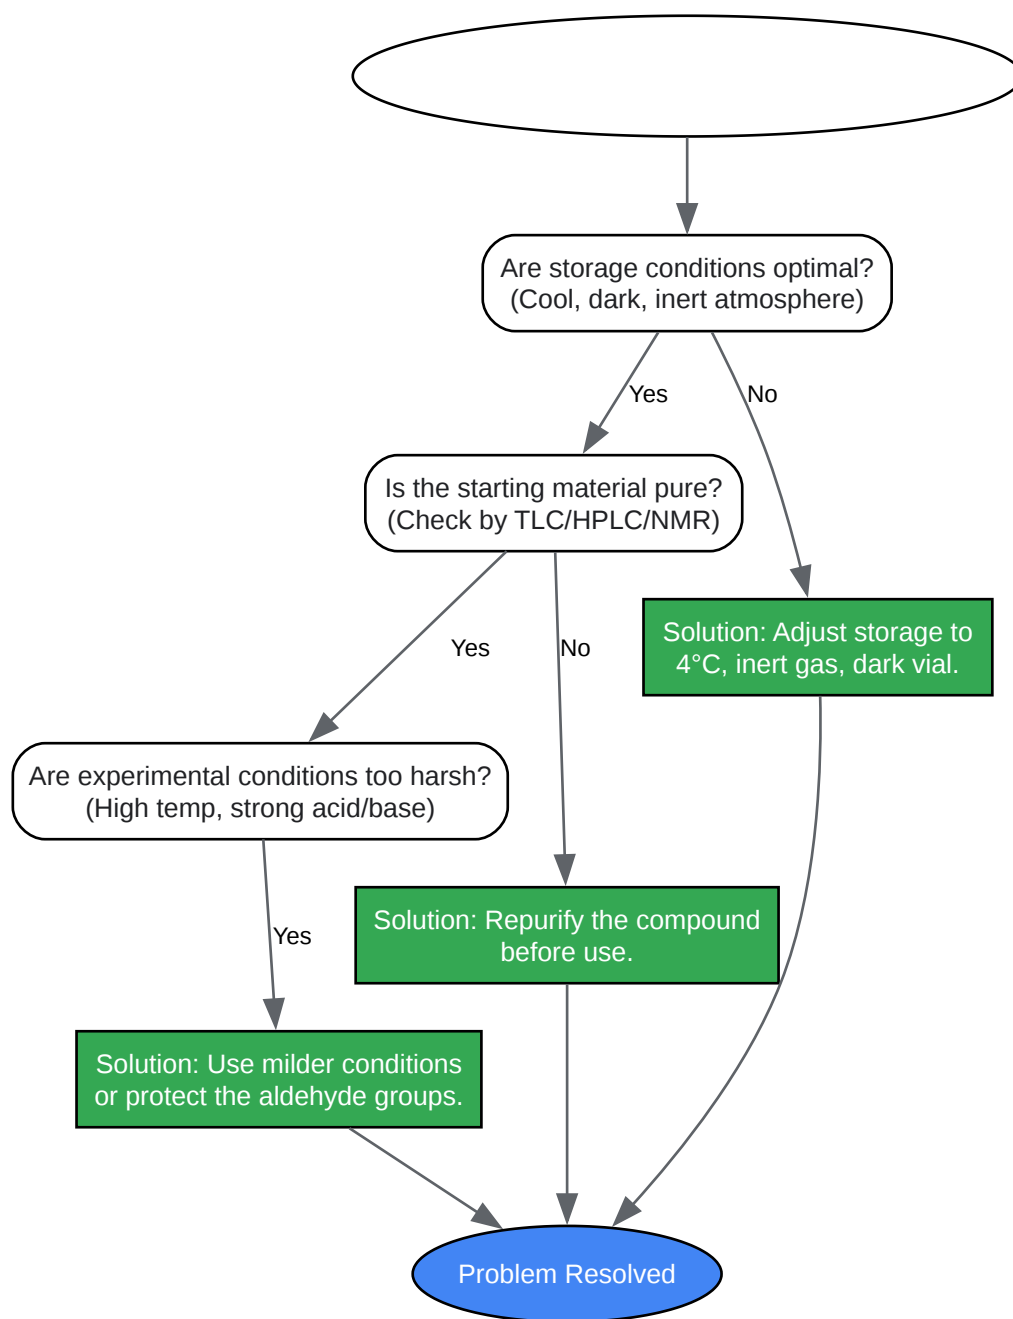 Are storage conditions optimal?
(Cool, dark, inert atmosphere)
Yes
No
Is the starting material pure?
(Check by TLC/HPLC/NMR)
Solution: Adjust storage to
4°C, inert gas, dark vial.
Yes
No
Are experimental conditions too harsh?
(High temp, strong acid/base)
Solution: Repurify the compound
before use.
Yes
Solution: Use milder conditions
or protect the aldehyde groups.
Problem Resolved